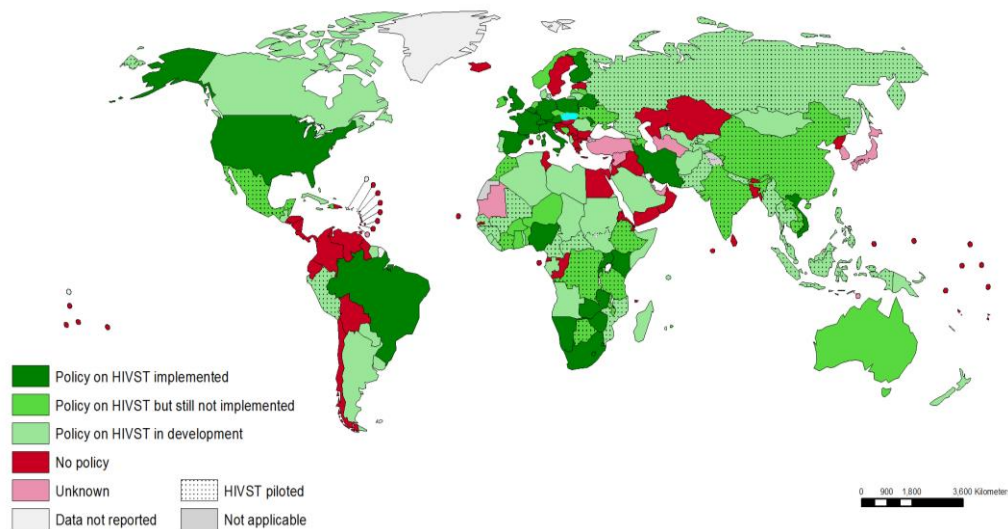 Policy on HIVST implemented
Policy on HIVST but still not implemented
Policy on HIVST in development
No policy
Unknown
HIVST piloted
Data not reported
Not applicable
0 900 1,800 3,600 Kilometers